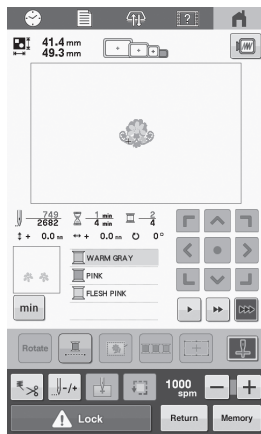 41.4 mm
49.3 mm
749
2682
1 min
4 min
2
4
+ 0.0 mm
+ 0.0 mm
0°
WARM GRAY
PINK
FLESH PINK
min
Rotate
-/+
1000
spm
− +
Lock
Return
Memory